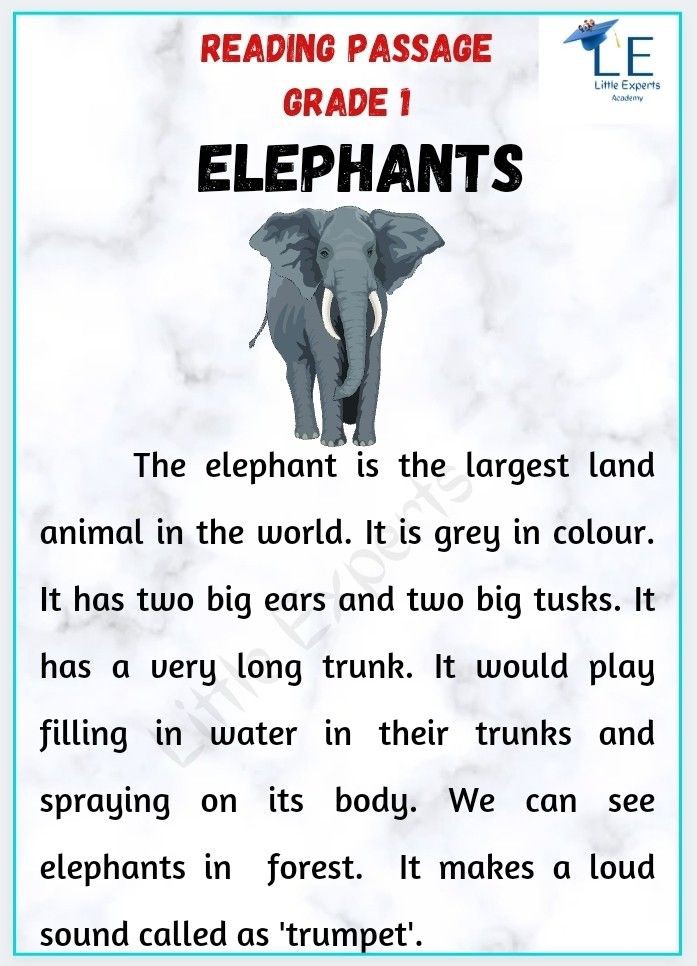 READING PASSAGE
LE
Little Experts
Academy
GRADE 1
ELEPHANTS
The elephant is the largest land
animal in the world. It is grey in colour.
It has two big ears and two big tusks. It
has a very long trunk. It would play
filling in water in their trunks and
spraying on its body. We can see
elephants in forest. It makes a loud
sound called as 'trumpet'.
Little Experts